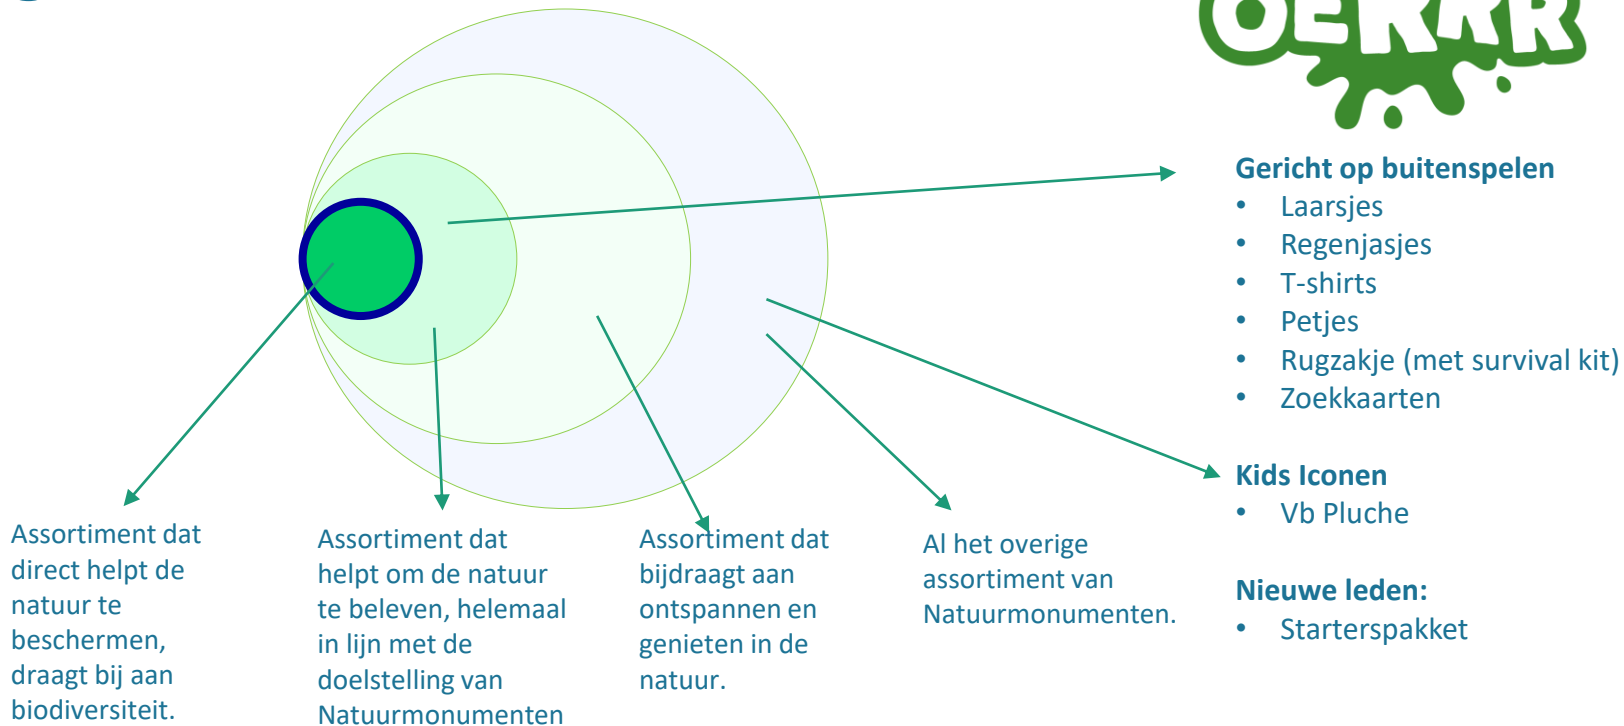 OERRR
Gericht op buitenspelen
• Laarsjes
• Regenjasjes
• T-shirts
• Petjes
• Rugzakje (met survival kit)
• Zoekkaarten
Kids Iconen
• Vb Pluche
Nieuwe leden:
• Starterspakket
Assortiment dat
direct helpt de
natuur te
beschermen,
draagt bij aan
biodiversiteit.
Assortiment dat
helpt om de natuur
te beleven, helemaal
in lijn met de
doelstelling van
Natuurmonumenten
Assortiment dat
bijdraagt aan
ontspannen en
genieten in de
natuur.
Al het overige
assortiment van
Natuurmonumenten.